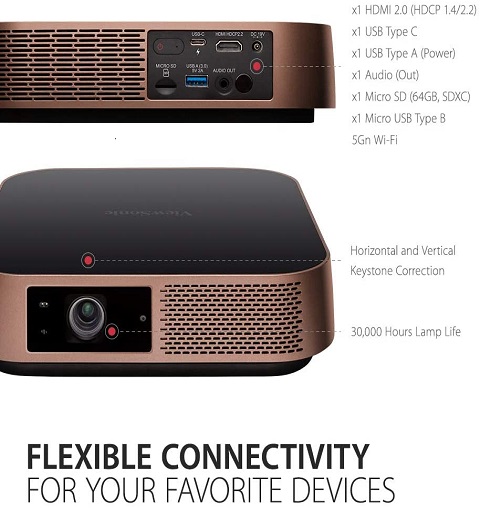 x1 HDMI 2.0 (HDCP 1.4/2.2)
x1 USB Type C
x1 USB Type A (Power)
x1 Audio (Out)
x1 Micro SD (64GB, SDXC)
x1 Micro USB Type B
5Gn Wi-Fi
USB-C
HDMI HDCP2.2
DC 19V
MICRO SD
USB A (2.0)
5V 2A
AUDIO OUT
ViewSonic
Horizontal and Vertical
Keystone Correction
30,000 Hours Lamp Life
FLEXIBLE CONNECTIVITY
FOR YOUR FAVORITE DEVICES